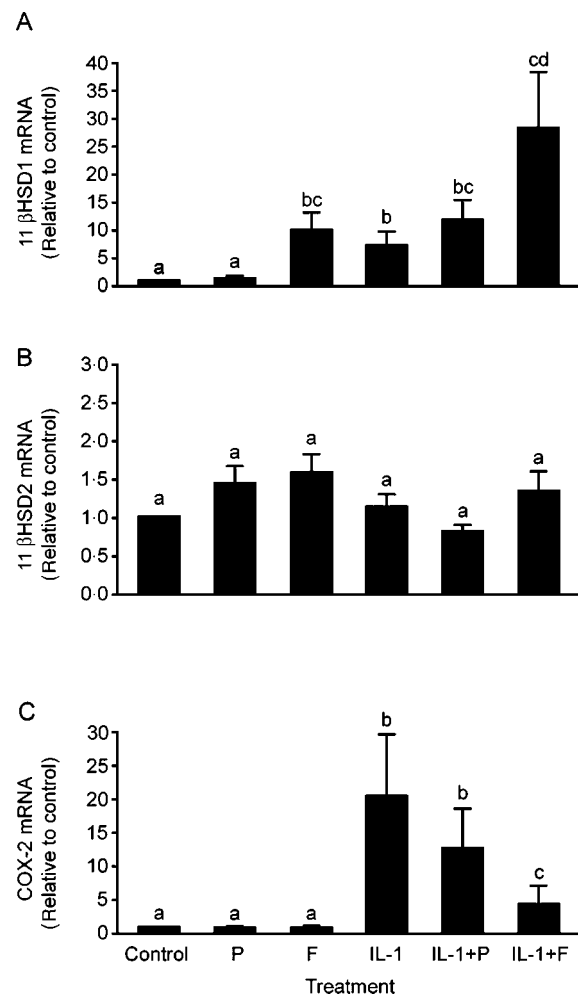 A
11 βHSD1 mRNA
(Relative to control)
40
35
30
25
20
15
10
5
0
a
a
bc
b
bc
cd
B
11 βHSD2 mRNA
(Relative to control)
3·0
2·5
2·0
1·5
1·0
0·5
0·0
a
a
a
a
a
a
C
COX-2 mRNA
(Relative to control)
30
25
20
15
10
5
0
a
a
a
b
b
c
Control P F IL-1 IL-1+P IL-1+F
Treatment